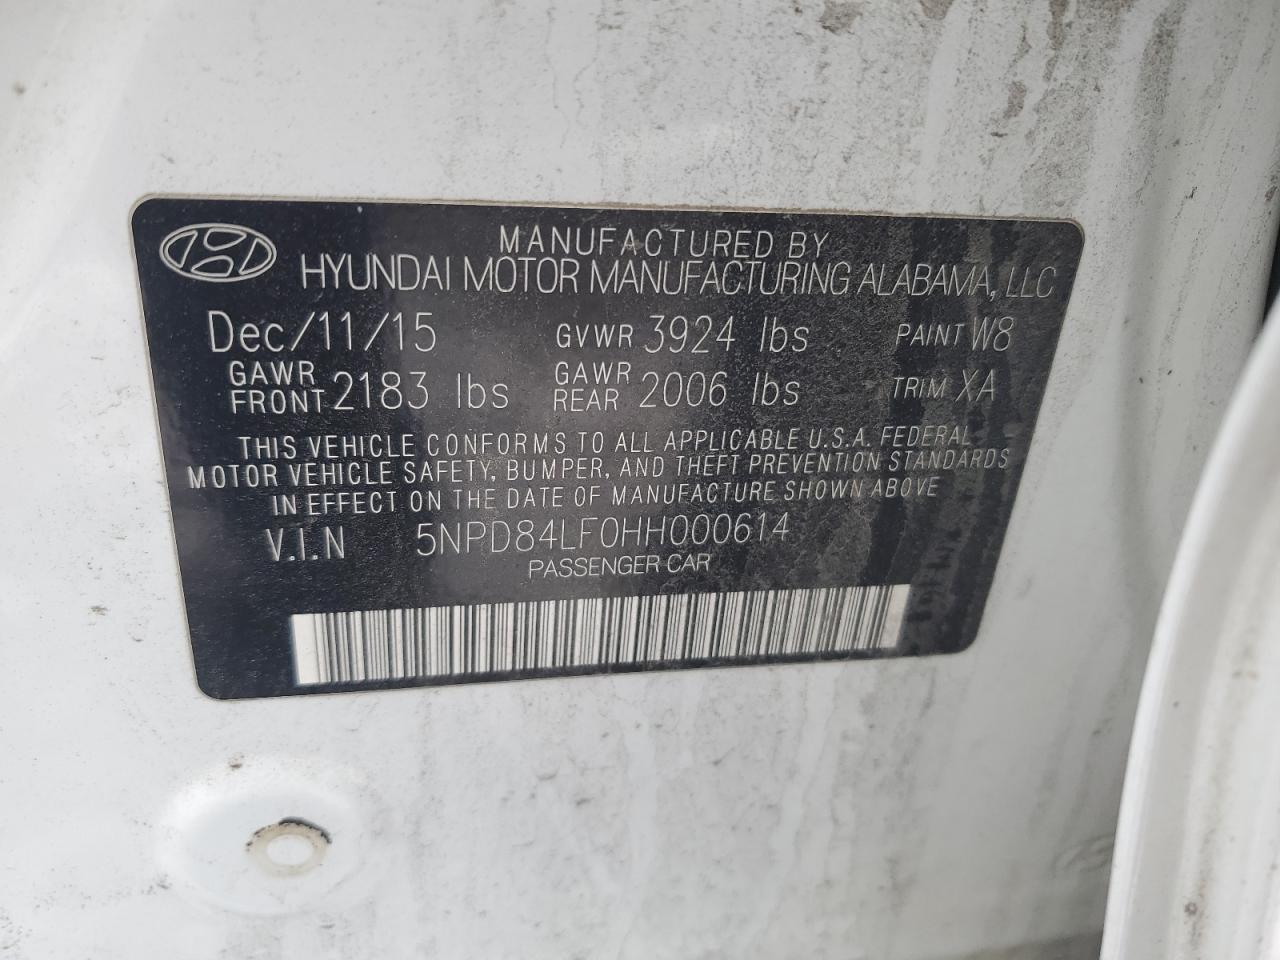 MANUFACTURED BY
HYUNDAI MOTOR MANUFACTURING ALABAMA, LLC
Dec/11/15 GVWR 3924 lbs PAINT W8
GAWR FRONT 2183 lbs GAWR REAR 2006 lbs TRIM XA
THIS VEHICLE CONFORMS TO ALL APPLICABLE U.S.A. FEDERAL
MOTOR VEHICLE SAFETY, BUMPER, AND THEFT PREVENTION STANDARDS
IN EFFECT ON THE DATE OF MANUFACTURE SHOWN ABOVE
V.I.N 5NPD84LF0HH000614
PASSENGER CAR